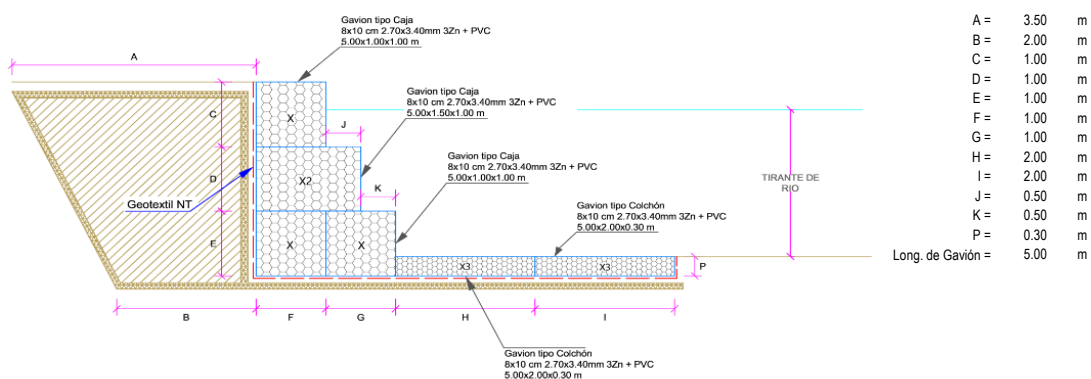 Gavion tipo Caja
8x10 cm 2.70x3.40mm 3Zn + PVC
5.00x1.00x1.00 m
A
Gavion tipo Caja
8x10 cm 2.70x3.40mm 3Zn + PVC
5.00x1.50x1.00 m
C
X
J
Gavion tipo Caja
8x10 cm 2.70x3.40mm 3Zn + PVC
5.00x1.00x1.00 m
D
X2
K
TIRANTE DE
RIO
Geotextil NT
Gavion tipo Colchón
8x10 cm 2.70x3.40mm 3Zn + PVC
5.00x2.00x0.30 m
E
X
X
X3
X3
P
B
F
G
H
I
Gavion tipo Colchón
8x10 cm 2.70x3.40mm 3Zn + PVC
5.00x2.00x0.30 m
A = 3.50 m
B = 2.00 m
C = 1.00 m
D = 1.00 m
E = 1.00 m
F = 1.00 m
G = 1.00 m
H = 2.00 m
I = 2.00 m
J = 0.50 m
K = 0.50 m
P = 0.30 m
Long. de Gavión = 5.00 m